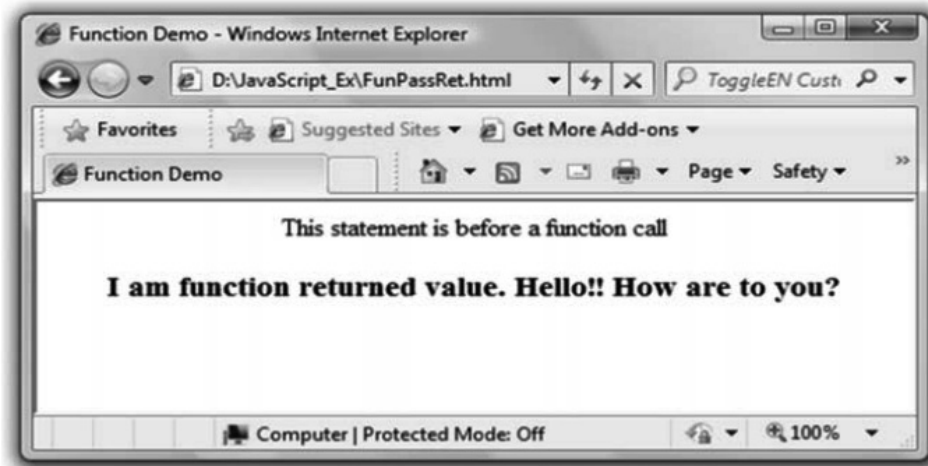 Function Demo - Windows Internet Explorer
D:\JavaScript_Ex\FunPassRet.html
ToggleEN Custi
Favorites Suggested Sites Get More Add-ons
Function Demo Page Safety »
This statement is before a function call
I am function returned value. Hello!! How are to you?
Computer | Protected Mode: Off 100%